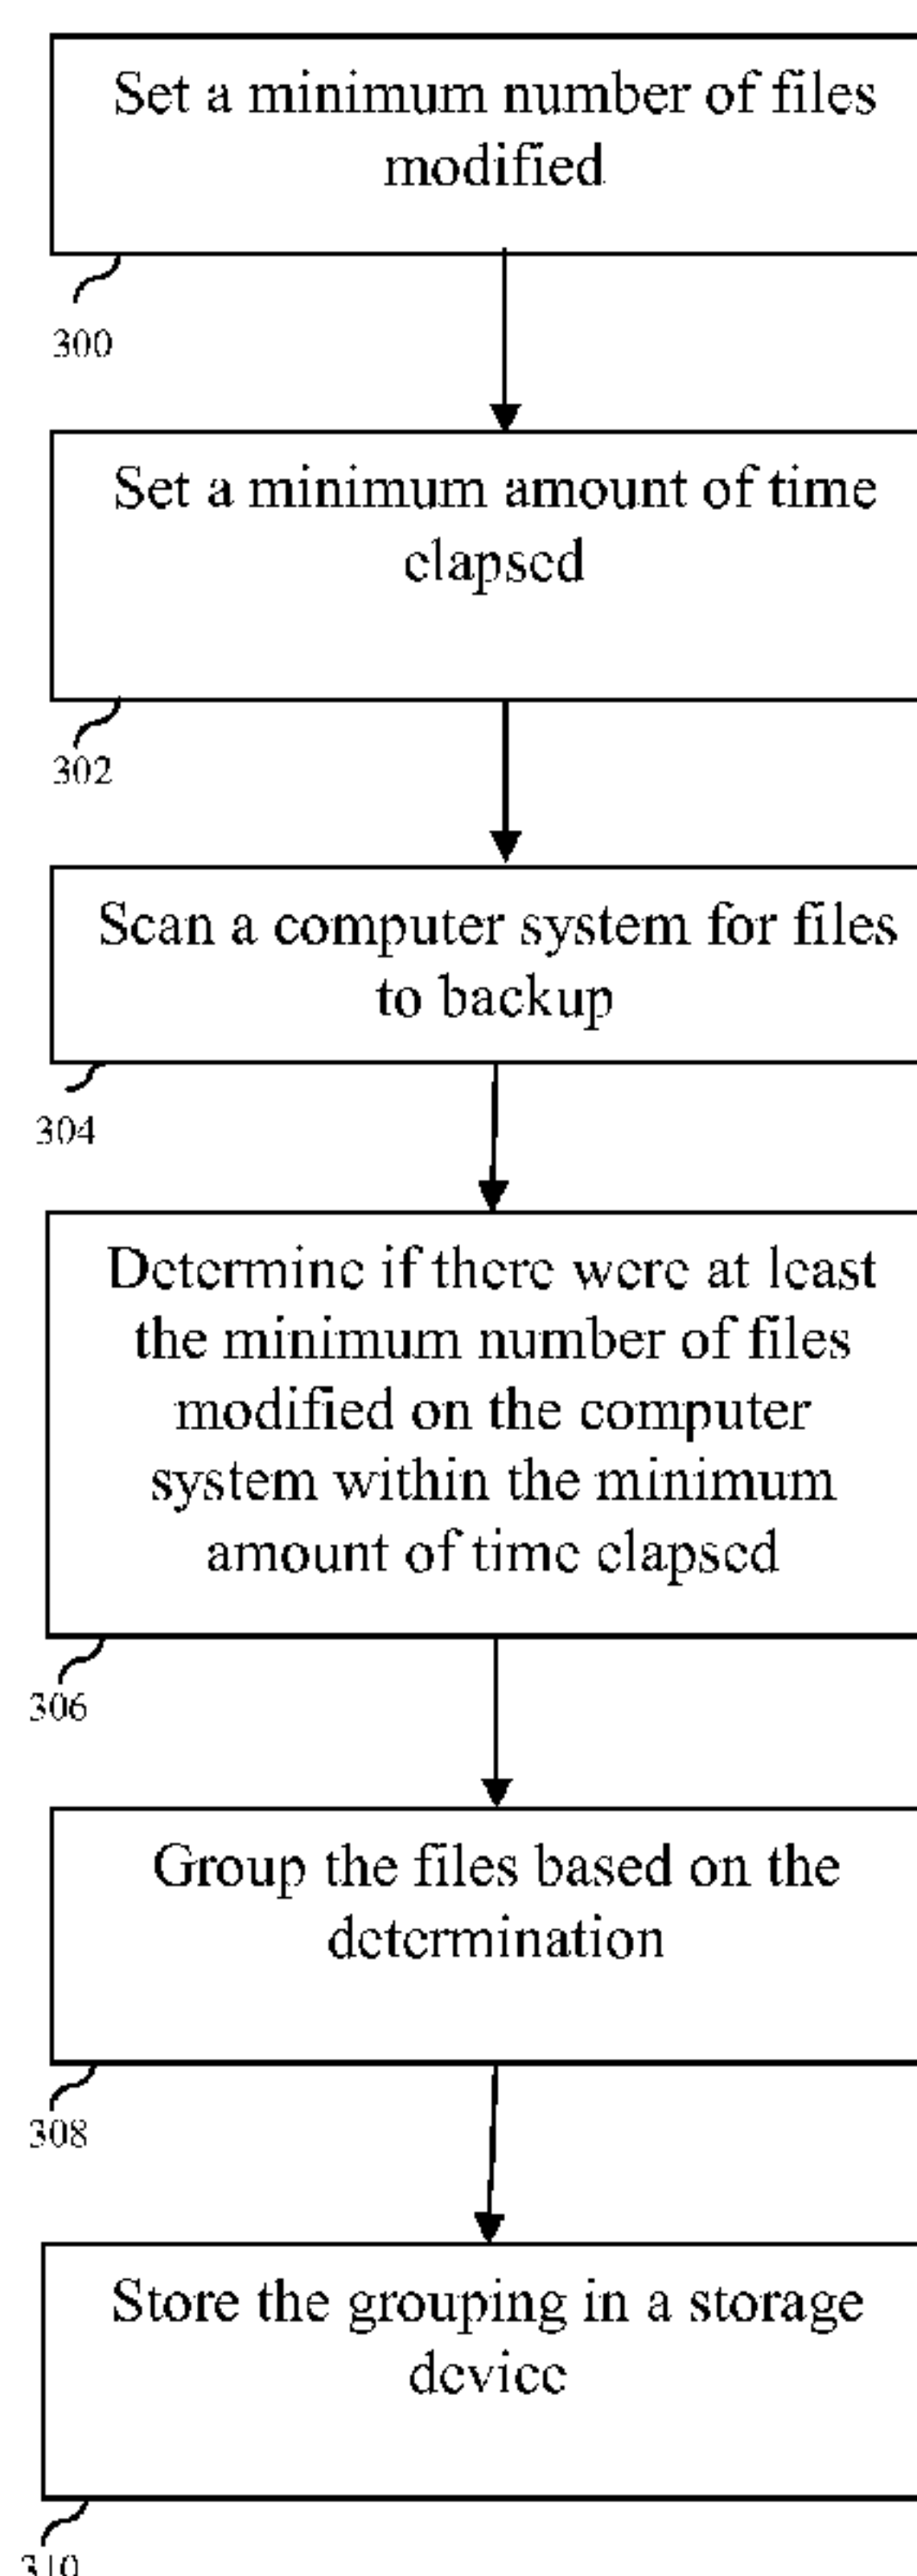 Set a minimum number of files
modified
300
Set a minimum amount of time
elapsed
302
Scan a computer system for files
to backup
304
Determine if there were at least
the minimum number of files
modified on the computer
system within the minimum
amount of time elapsed
306
Group the files based on the
determination
308
Store the grouping in a storage
device
310